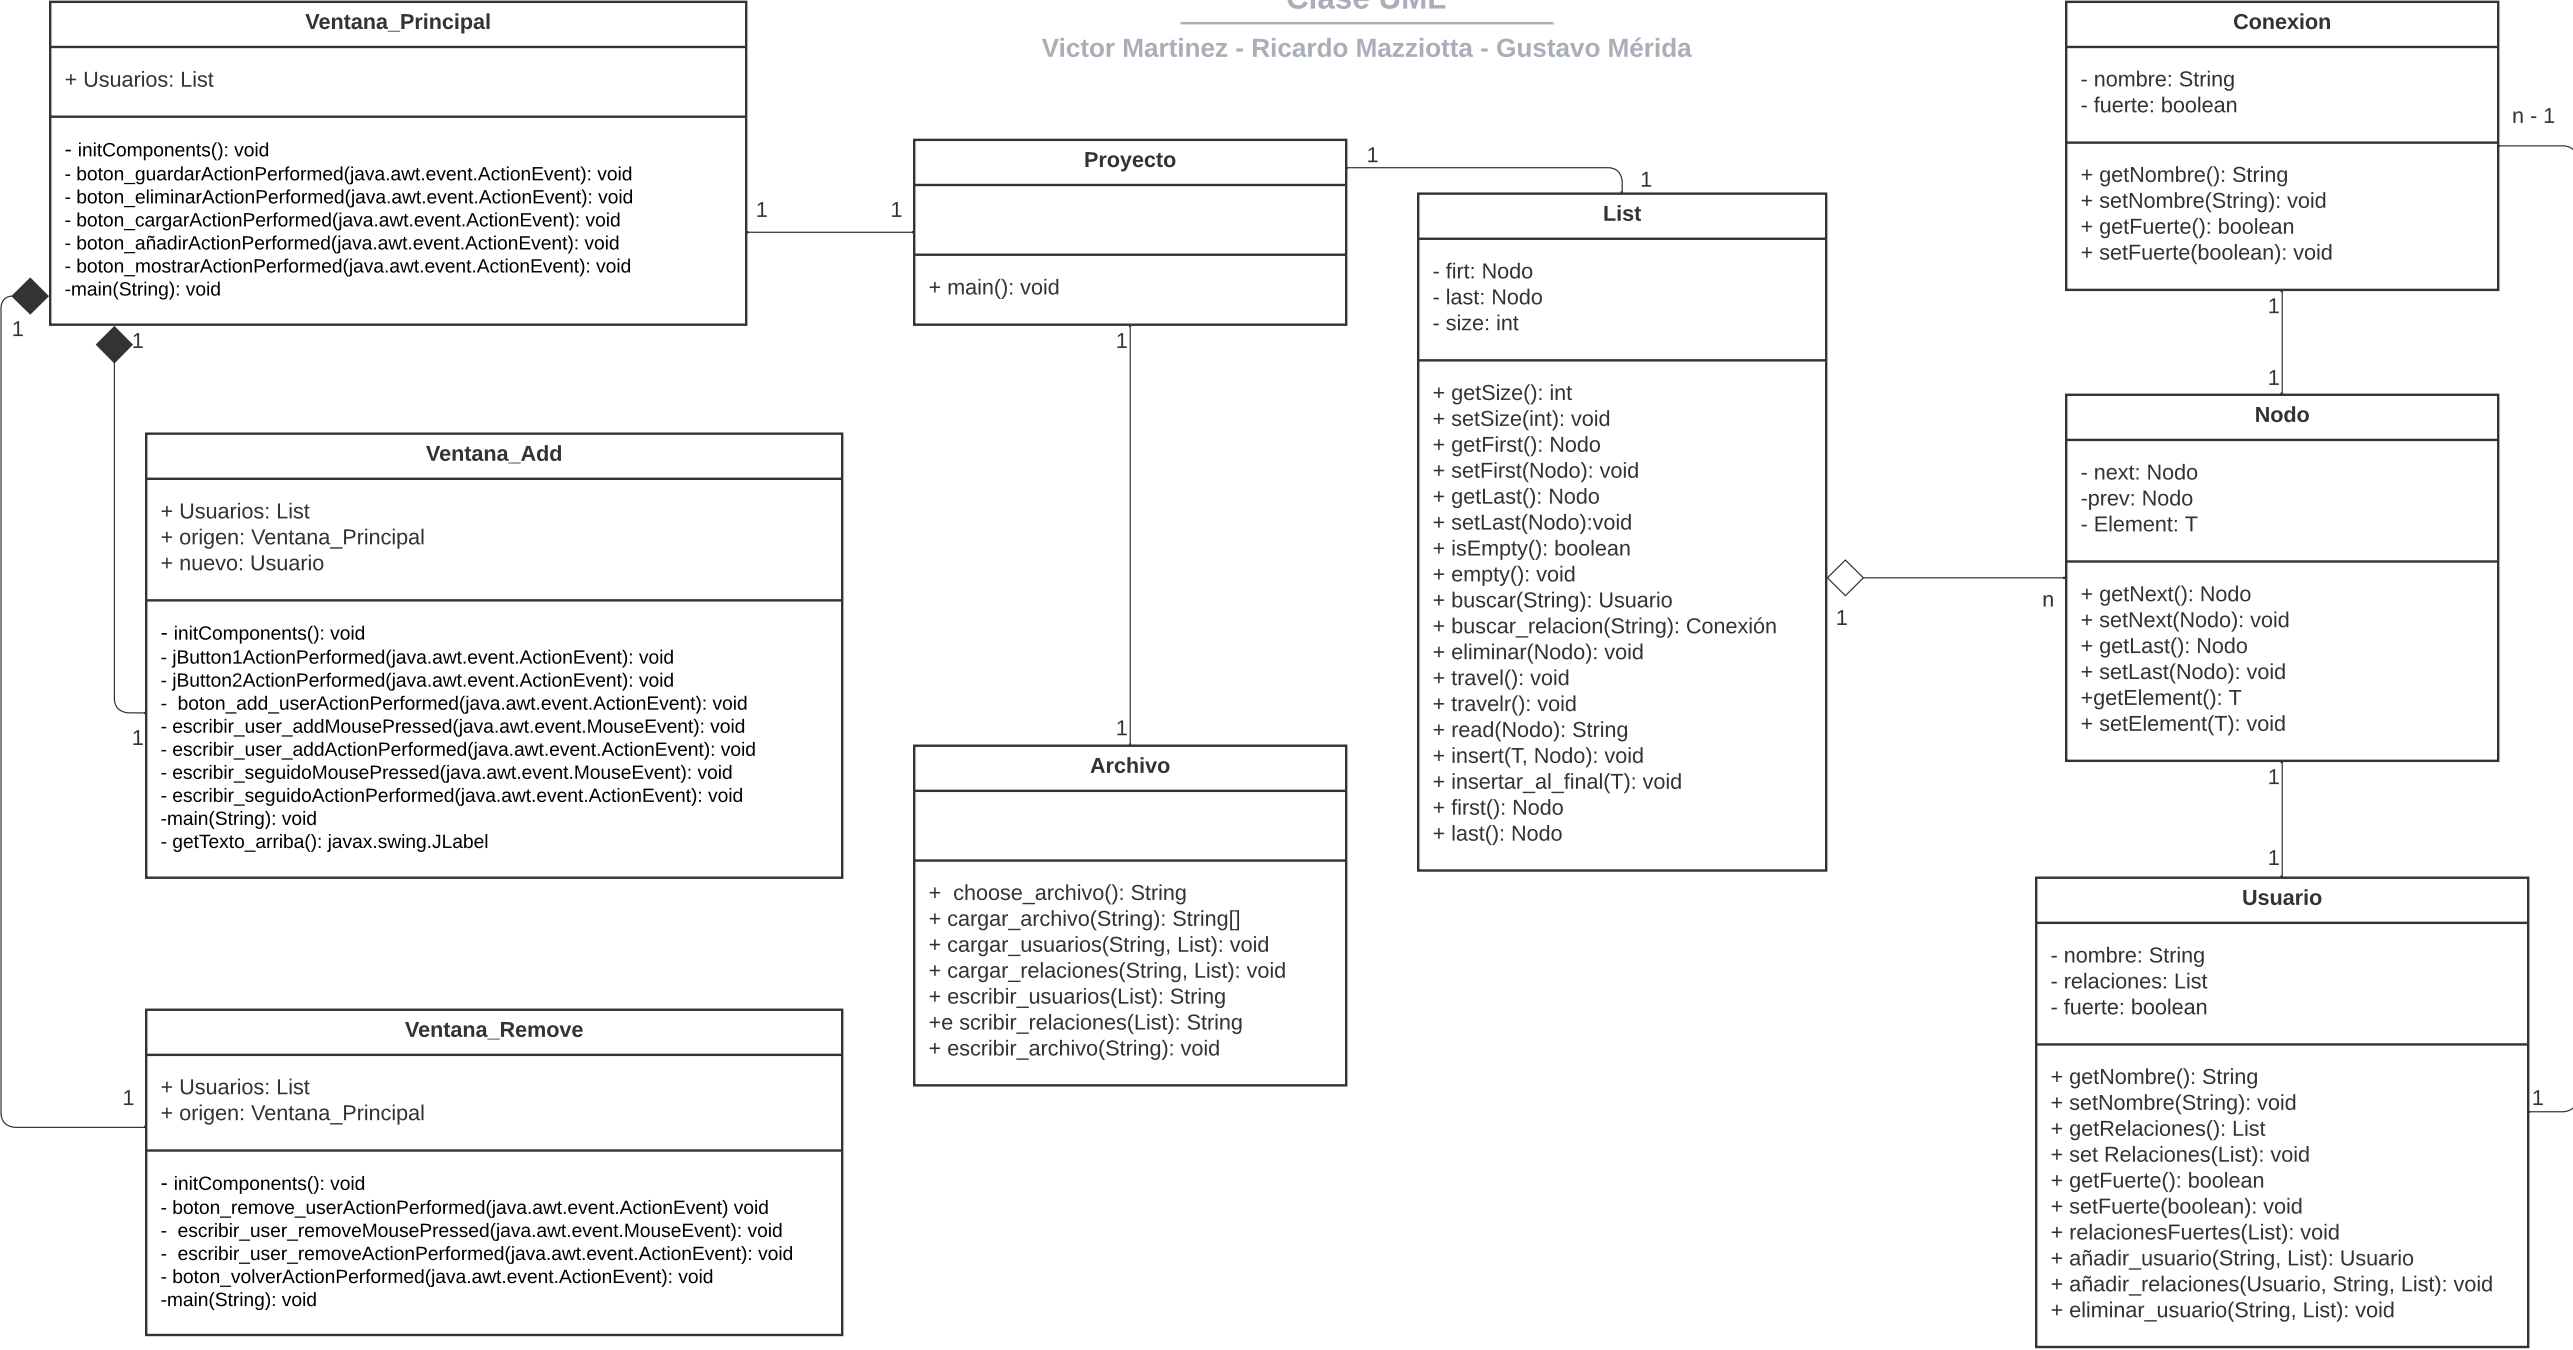 Clase UML
Victor Martinez - Ricardo Mazziotta - Gustavo Mérida
Ventana_Principal
+ Usuarios: List
- initComponents(): void
- boton_guardarActionPerformed(java.awt.event.ActionEvent): void
- boton_eliminarActionPerformed(java.awt.event.ActionEvent): void
- boton_cargarActionPerformed(java.awt.event.ActionEvent): void
- boton_añadirActionPerformed(java.awt.event.ActionEvent): void
- boton_mostrarActionPerformed(java.awt.event.ActionEvent): void
-main(String): void
1
1
1
1
Ventana_Add
+ Usuarios: List
+ origen: Ventana_Principal
+ nuevo: Usuario
- initComponents(): void
- jButton1ActionPerformed(java.awt.event.ActionEvent): void
- jButton2ActionPerformed(java.awt.event.ActionEvent): void
-  boton_add_userActionPerformed(java.awt.event.ActionEvent): void
- escribir_user_addMousePressed(java.awt.event.MouseEvent): void
- escribir_user_addActionPerformed(java.awt.event.ActionEvent): void
- escribir_seguidoMousePressed(java.awt.event.MouseEvent): void
- escribir_seguidoActionPerformed(java.awt.event.ActionEvent): void
-main(String): void
- getTexto_arriba(): javax.swing.JLabel
1
Ventana_Remove
+ Usuarios: List
+ origen: Ventana_Principal
- initComponents(): void
- boton_remove_userActionPerformed(java.awt.event.ActionEvent) void
-  escribir_user_removeMousePressed(java.awt.event.MouseEvent): void
-  escribir_user_removeActionPerformed(java.awt.event.ActionEvent): void
- boton_volverActionPerformed(java.awt.event.ActionEvent): void
-main(String): void
1
Proyecto
+ main(): void
1
1
1
1
Archivo
+  choose_archivo(): String
+ cargar_archivo(String): String[]
+ cargar_usuarios(String, List): void
+ cargar_relaciones(String, List): void
+ escribir_usuarios(List): String
+e scribir_relaciones(List): String
+ escribir_archivo(String): void
List
- firt: Nodo
- last: Nodo
- size: int
+ getSize(): int
+ setSize(int): void
+ getFirst(): Nodo
+ setFirst(Nodo): void
+ getLast(): Nodo
+ setLast(Nodo):void
+ isEmpty(): boolean
+ empty(): void
+ buscar(String): Usuario
+ buscar_relacion(String): Conexión
+ eliminar(Nodo): void
+ travel(): void
+ travelr(): void
+ read(Nodo): String
+ insert(T, Nodo): void
+ insertar_al_final(T): void
+ first(): Nodo
+ last(): Nodo
1
n
Conexion
- nombre: String
- fuerte: boolean
+ getNombre(): String
+ setNombre(String): void
+ getFuerte(): boolean
+ setFuerte(boolean): void
n - 1
1
1
Nodo
- next: Nodo
-prev: Nodo
- Element: T
+ getNext(): Nodo
+ setNext(Nodo): void
+ getLast(): Nodo
+ setLast(Nodo): void
+getElement(): T
+ setElement(T): void
1
1
Usuario
- nombre: String
- relaciones: List
- fuerte: boolean
+ getNombre(): String
+ setNombre(String): void
+ getRelaciones(): List
+ set Relaciones(List): void
+ getFuerte(): boolean
+ setFuerte(boolean): void
+ relacionesFuertes(List): void
+ añadir_usuario(String, List): Usuario
+ añadir_relaciones(Usuario, String, List): void
+ eliminar_usuario(String, List): void
1